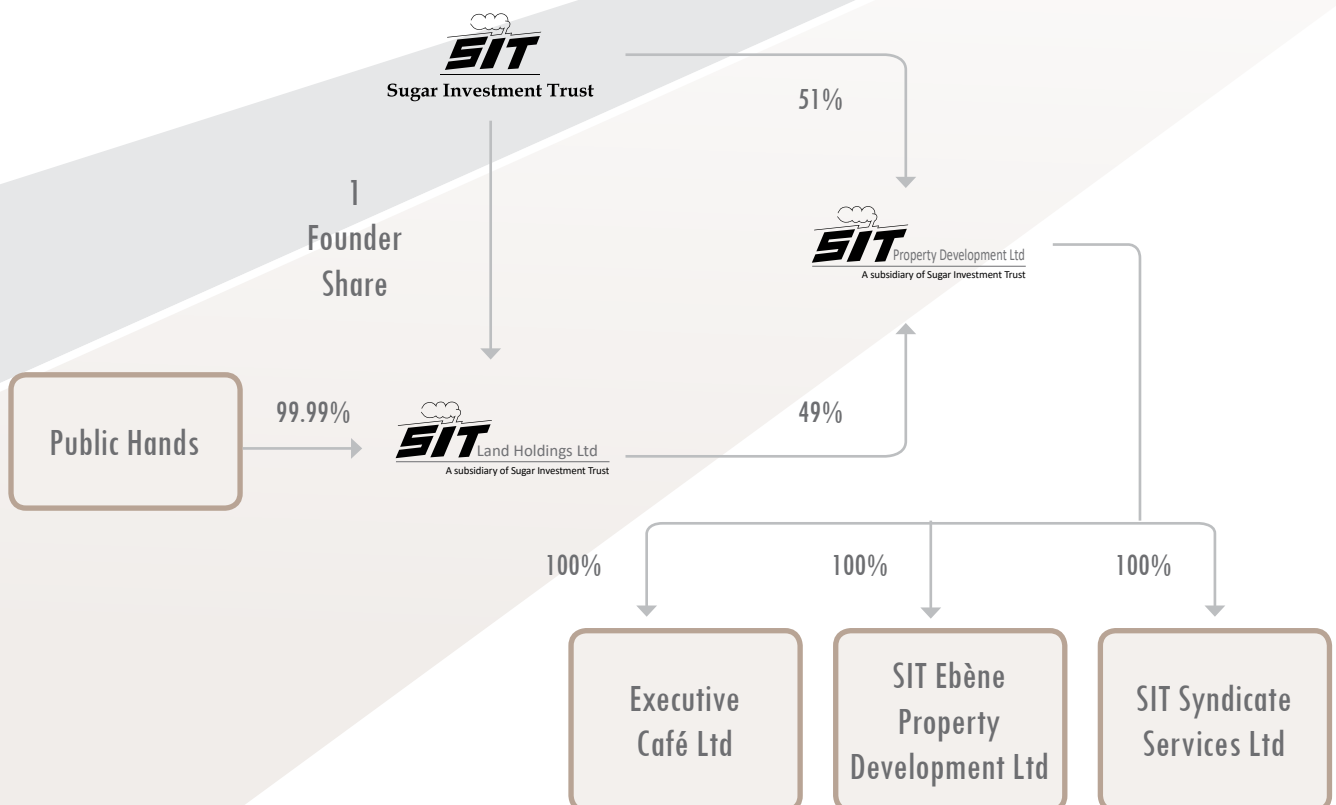 SIT
Sugar Investment Trust
51%
1
Founder
Share
SIT Property Development Ltd
A subsidiary of Sugar Investment Trust
Public Hands
99.99%
SIT Land Holdings Ltd
A subsidiary of Sugar Investment Trust
49%
100%
100%
100%
Executive
Café Ltd
SIT Ebène
Property
Development Ltd
SIT Syndicate
Services Ltd